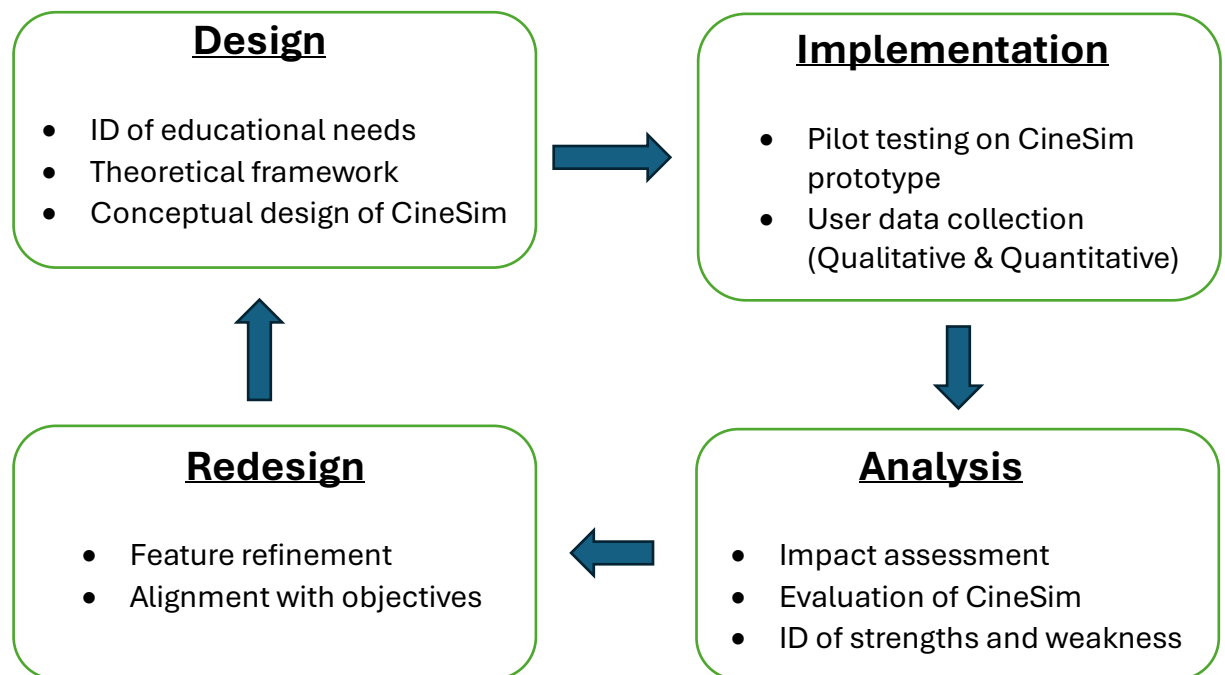 Design
• ID of educational needs
• Theoretical framework
• Conceptual design of CineSim
Implementation
• Pilot testing on CineSim
prototype
• User data collection
(Qualitative & Quantitative)
Redesign
• Feature refinement
• Alignment with objectives
Analysis
• Impact assessment
• Evaluation of CineSim
• ID of strengths and weakness